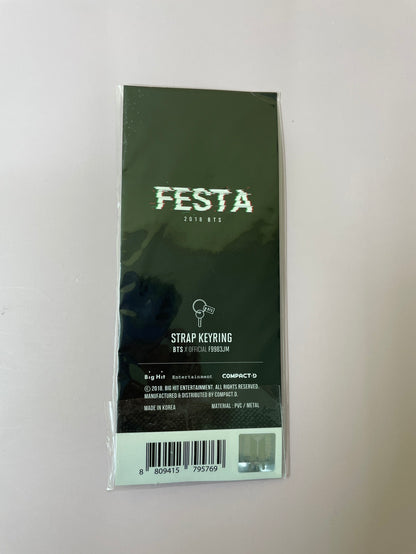 FESTA
2018 BTS
STRAP KEYRING
BTS X OFFICIAL F9983JM
Big Hit Entertainment COMPACT:D
ⓒ 2018. BIG HIT ENTERTAINMENT. ALL RIGHTS RESERVED.
MANUFACTURED & DISTRIBUTED BY COMPACT.D.
MADE IN KOREA MATERIAL : PVC / METAL
8 809415 795769